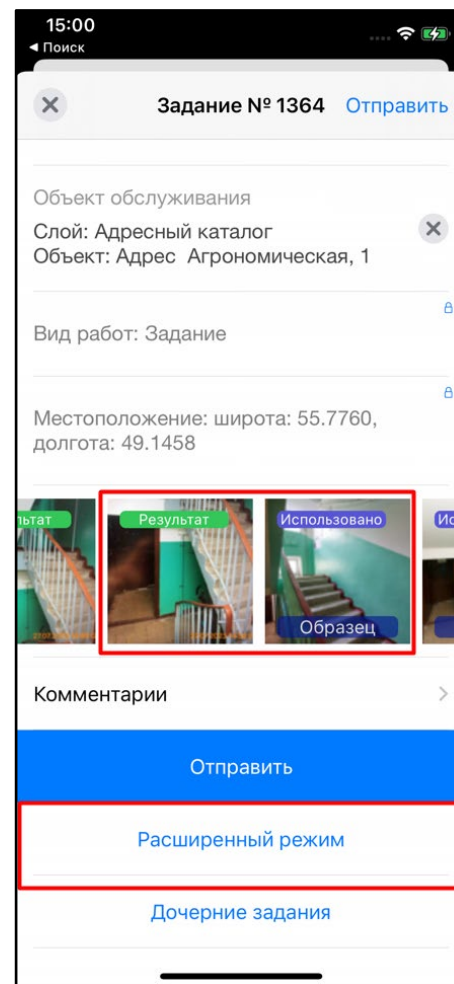 15:00
◀ Поиск
Задание № 1364 Отправить
Объект обслуживания
Слой: Адресный каталог
Объект: Адрес Агрономическая, 1
Вид работ: Задание
Местоположение: широта: 55.7760,
долгота: 49.1458
Результат
Использовано
Образец
Комментарии
Отправить
Расширенный режим
Дочерние задания